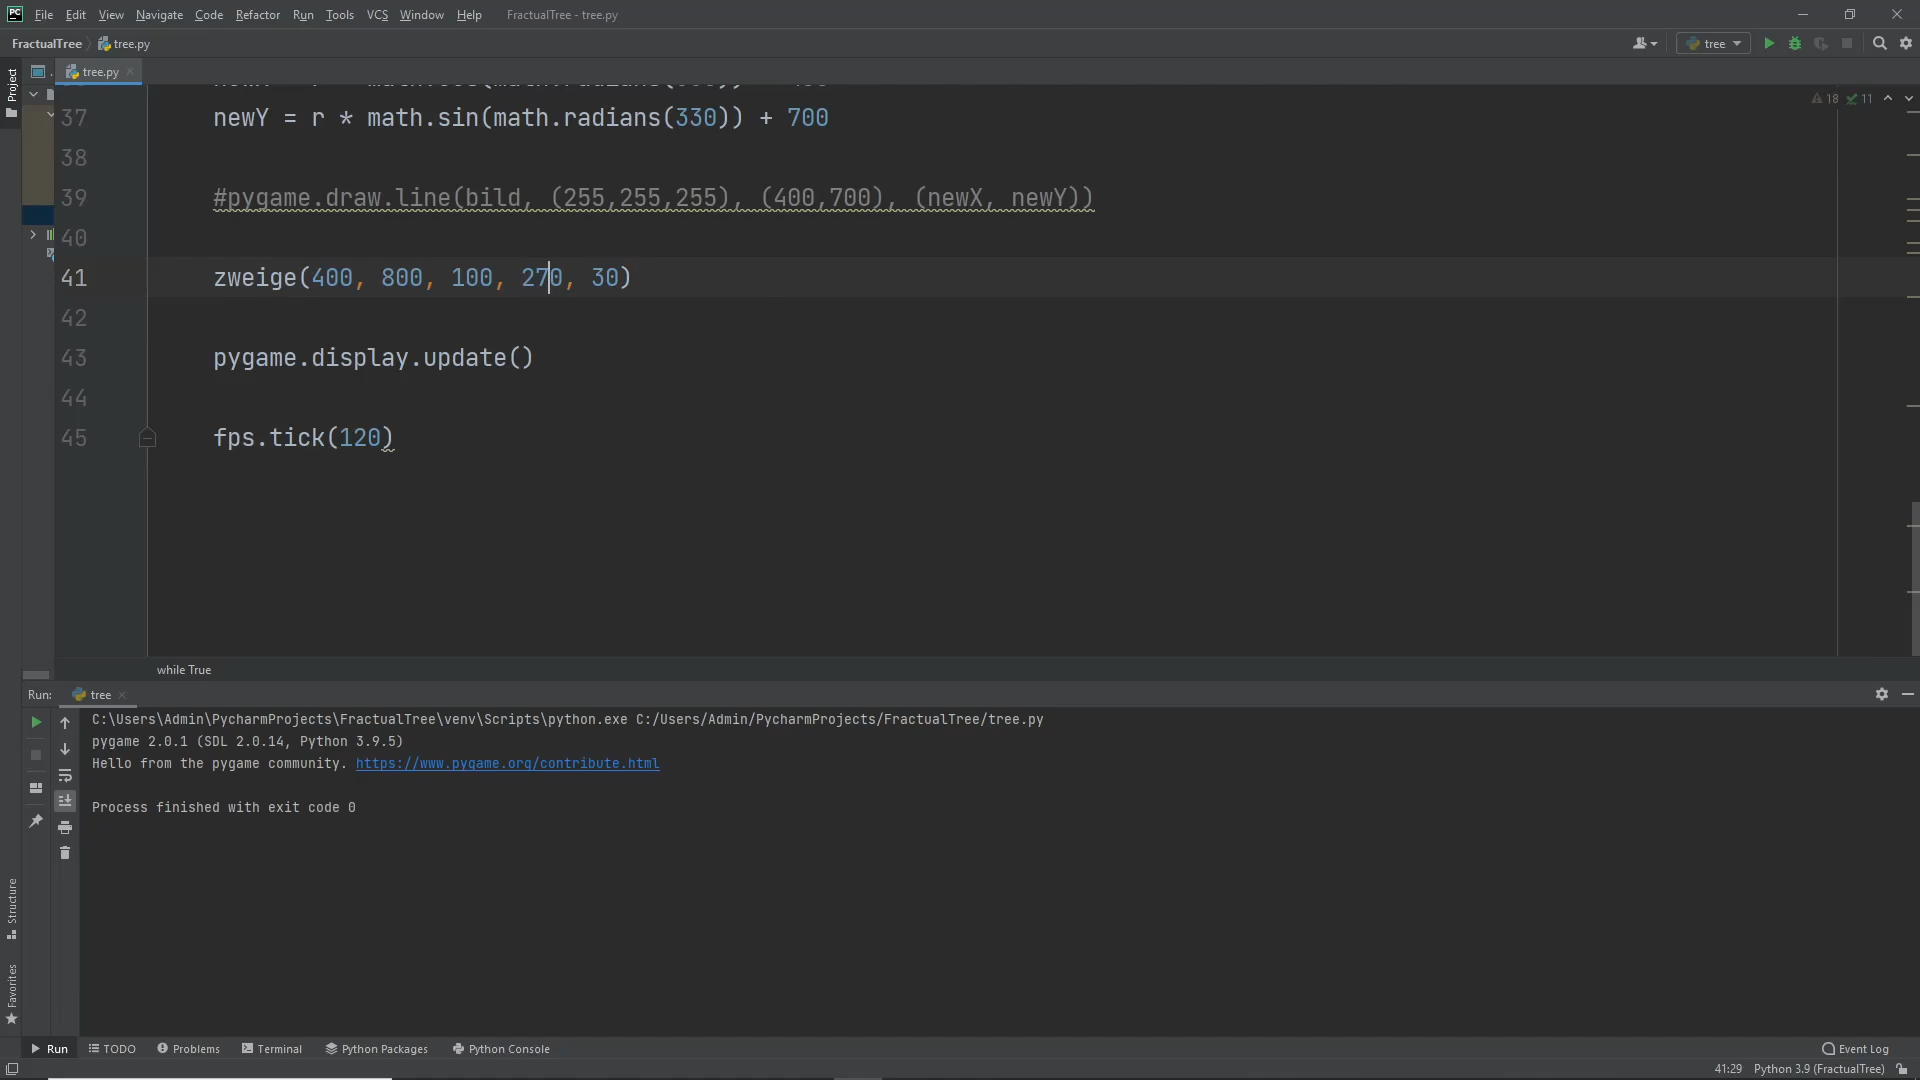 File Edit View Navigate Code Refactor Run Tools VCS Window Help FractualTree - tree.py
FractualTree tree.py tree
Project
tree.py
18 11
37 newY = r * math.sin(math.radians(330)) + 700
38
39 #pygame.draw.line(bild, (255,255,255), (400,700), (newX, newY))
40
41 zweige(400, 800, 100, 270, 30)
42
43 pygame.display.update()
44
45 fps.tick(120)
while True
Run: tree
C:\Users\Admin\PycharmProjects\FractualTree\venv\Scripts\python.exe C:/Users/Admin/PycharmProjects/FractualTree/tree.py
pygame 2.0.1 (SDL 2.0.14, Python 3.9.5)
Hello from the pygame community. https://www.pygame.org/contribute.html
Process finished with exit code 0
Structure
Favorites
Run TODO Problems Terminal Python Packages Python Console Event Log
41:29 Python 3.9 (FractualTree)